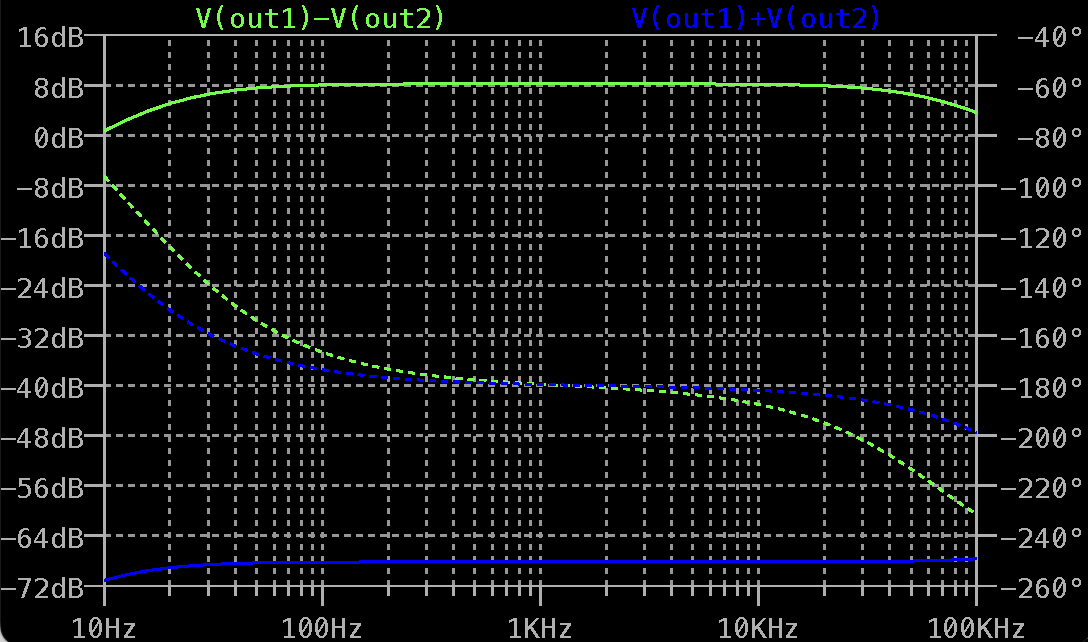 V(out1)−V(out2) V(out1)+V(out2)
16dB −40°
8dB −60°
0dB −80°
−8dB −100°
−16dB −120°
−24dB −140°
−32dB −160°
−40dB −180°
−48dB −200°
−56dB −220°
−64dB −240°
−72dB −260°
10Hz 100Hz 1KHz 10KHz 100KHz